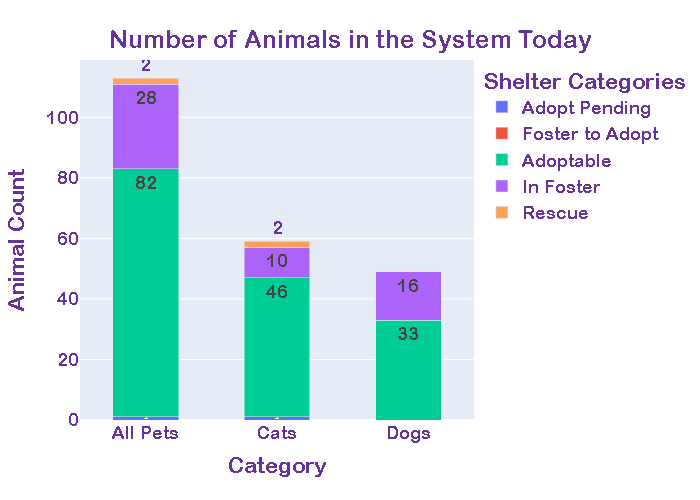 Number of Animals in the System Today
Shelter Categories
Adopt Pending
Foster to Adopt
Adoptable
In Foster
Rescue
Animal Count
100
80
60
40
20
0
2
28
82
2
10
46
16
33
All Pets
Cats
Dogs
Category